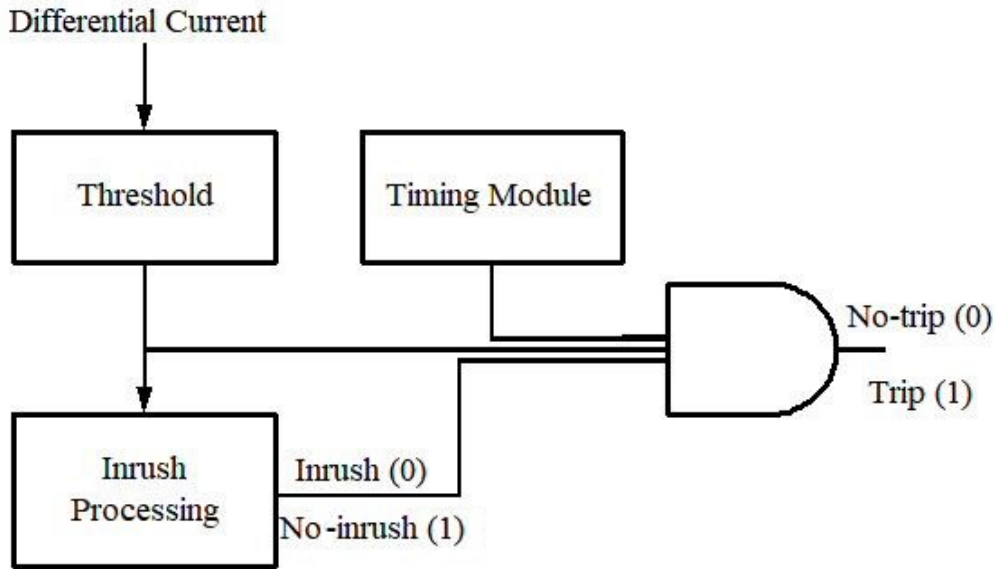 Differential Current
Threshold
Timing Module
No-trip (0)
Trip (1)
Inrush
Processing
Inrush (0)
No-inrush (1)